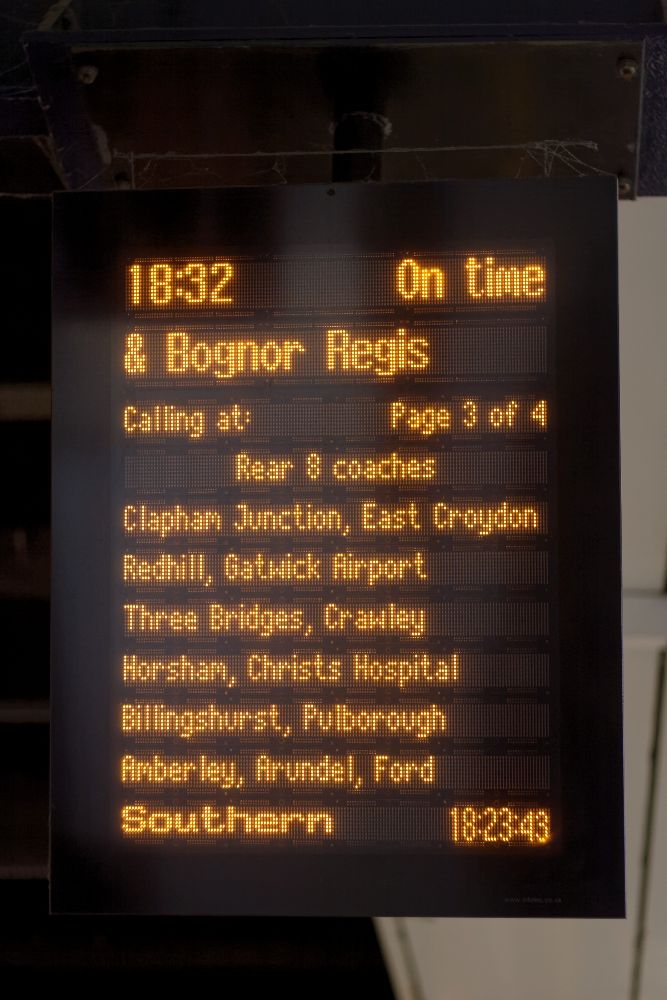 18:32 On time
& Bognor Regis
Calling at: Page 3 of 4
Rear 8 coaches
Clapham Junction, East Croydon
Redhill, Gatwick Airport
Three Bridges, Crawley
Horsham, Christs Hospital
Billingshurst, Pulborough
Amberley, Arundel, Ford
Southern 18:23:43